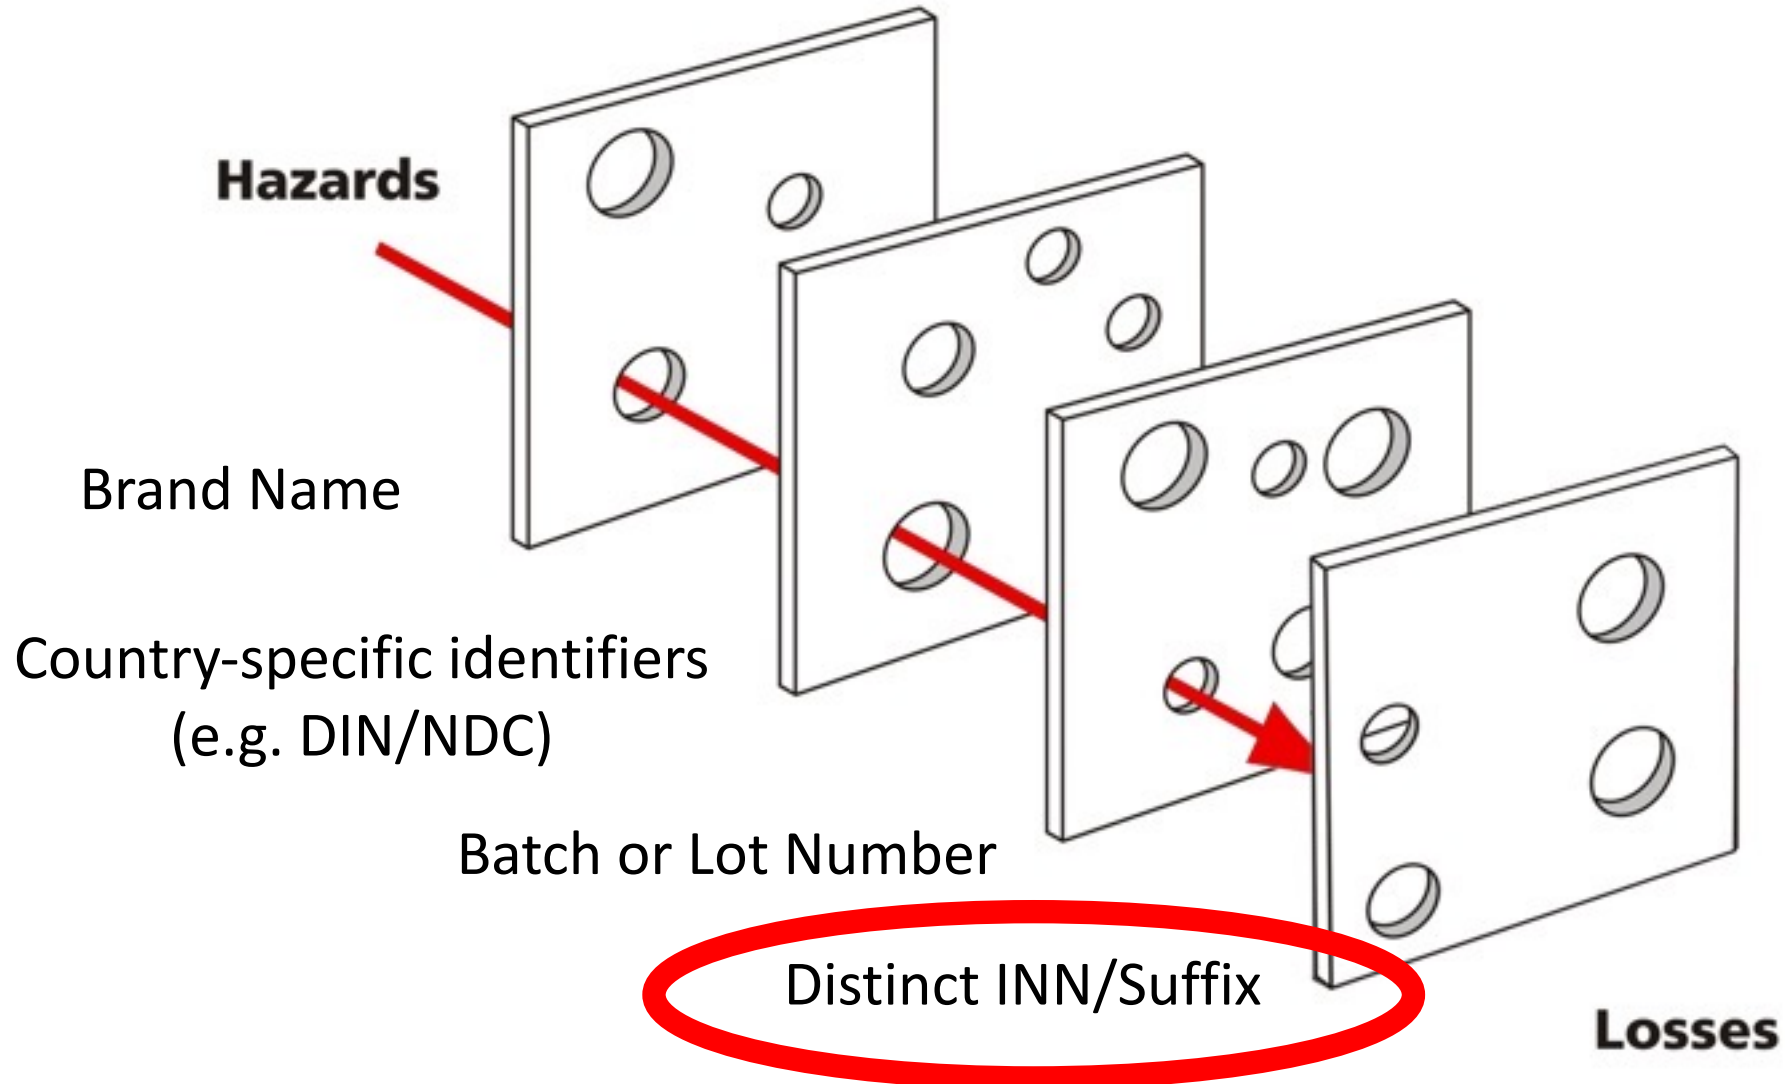 Hazards
Brand Name
Country-specific identifiers
(e.g. DIN/NDC)
Batch or Lot Number
Distinct INN/Suffix
Losses